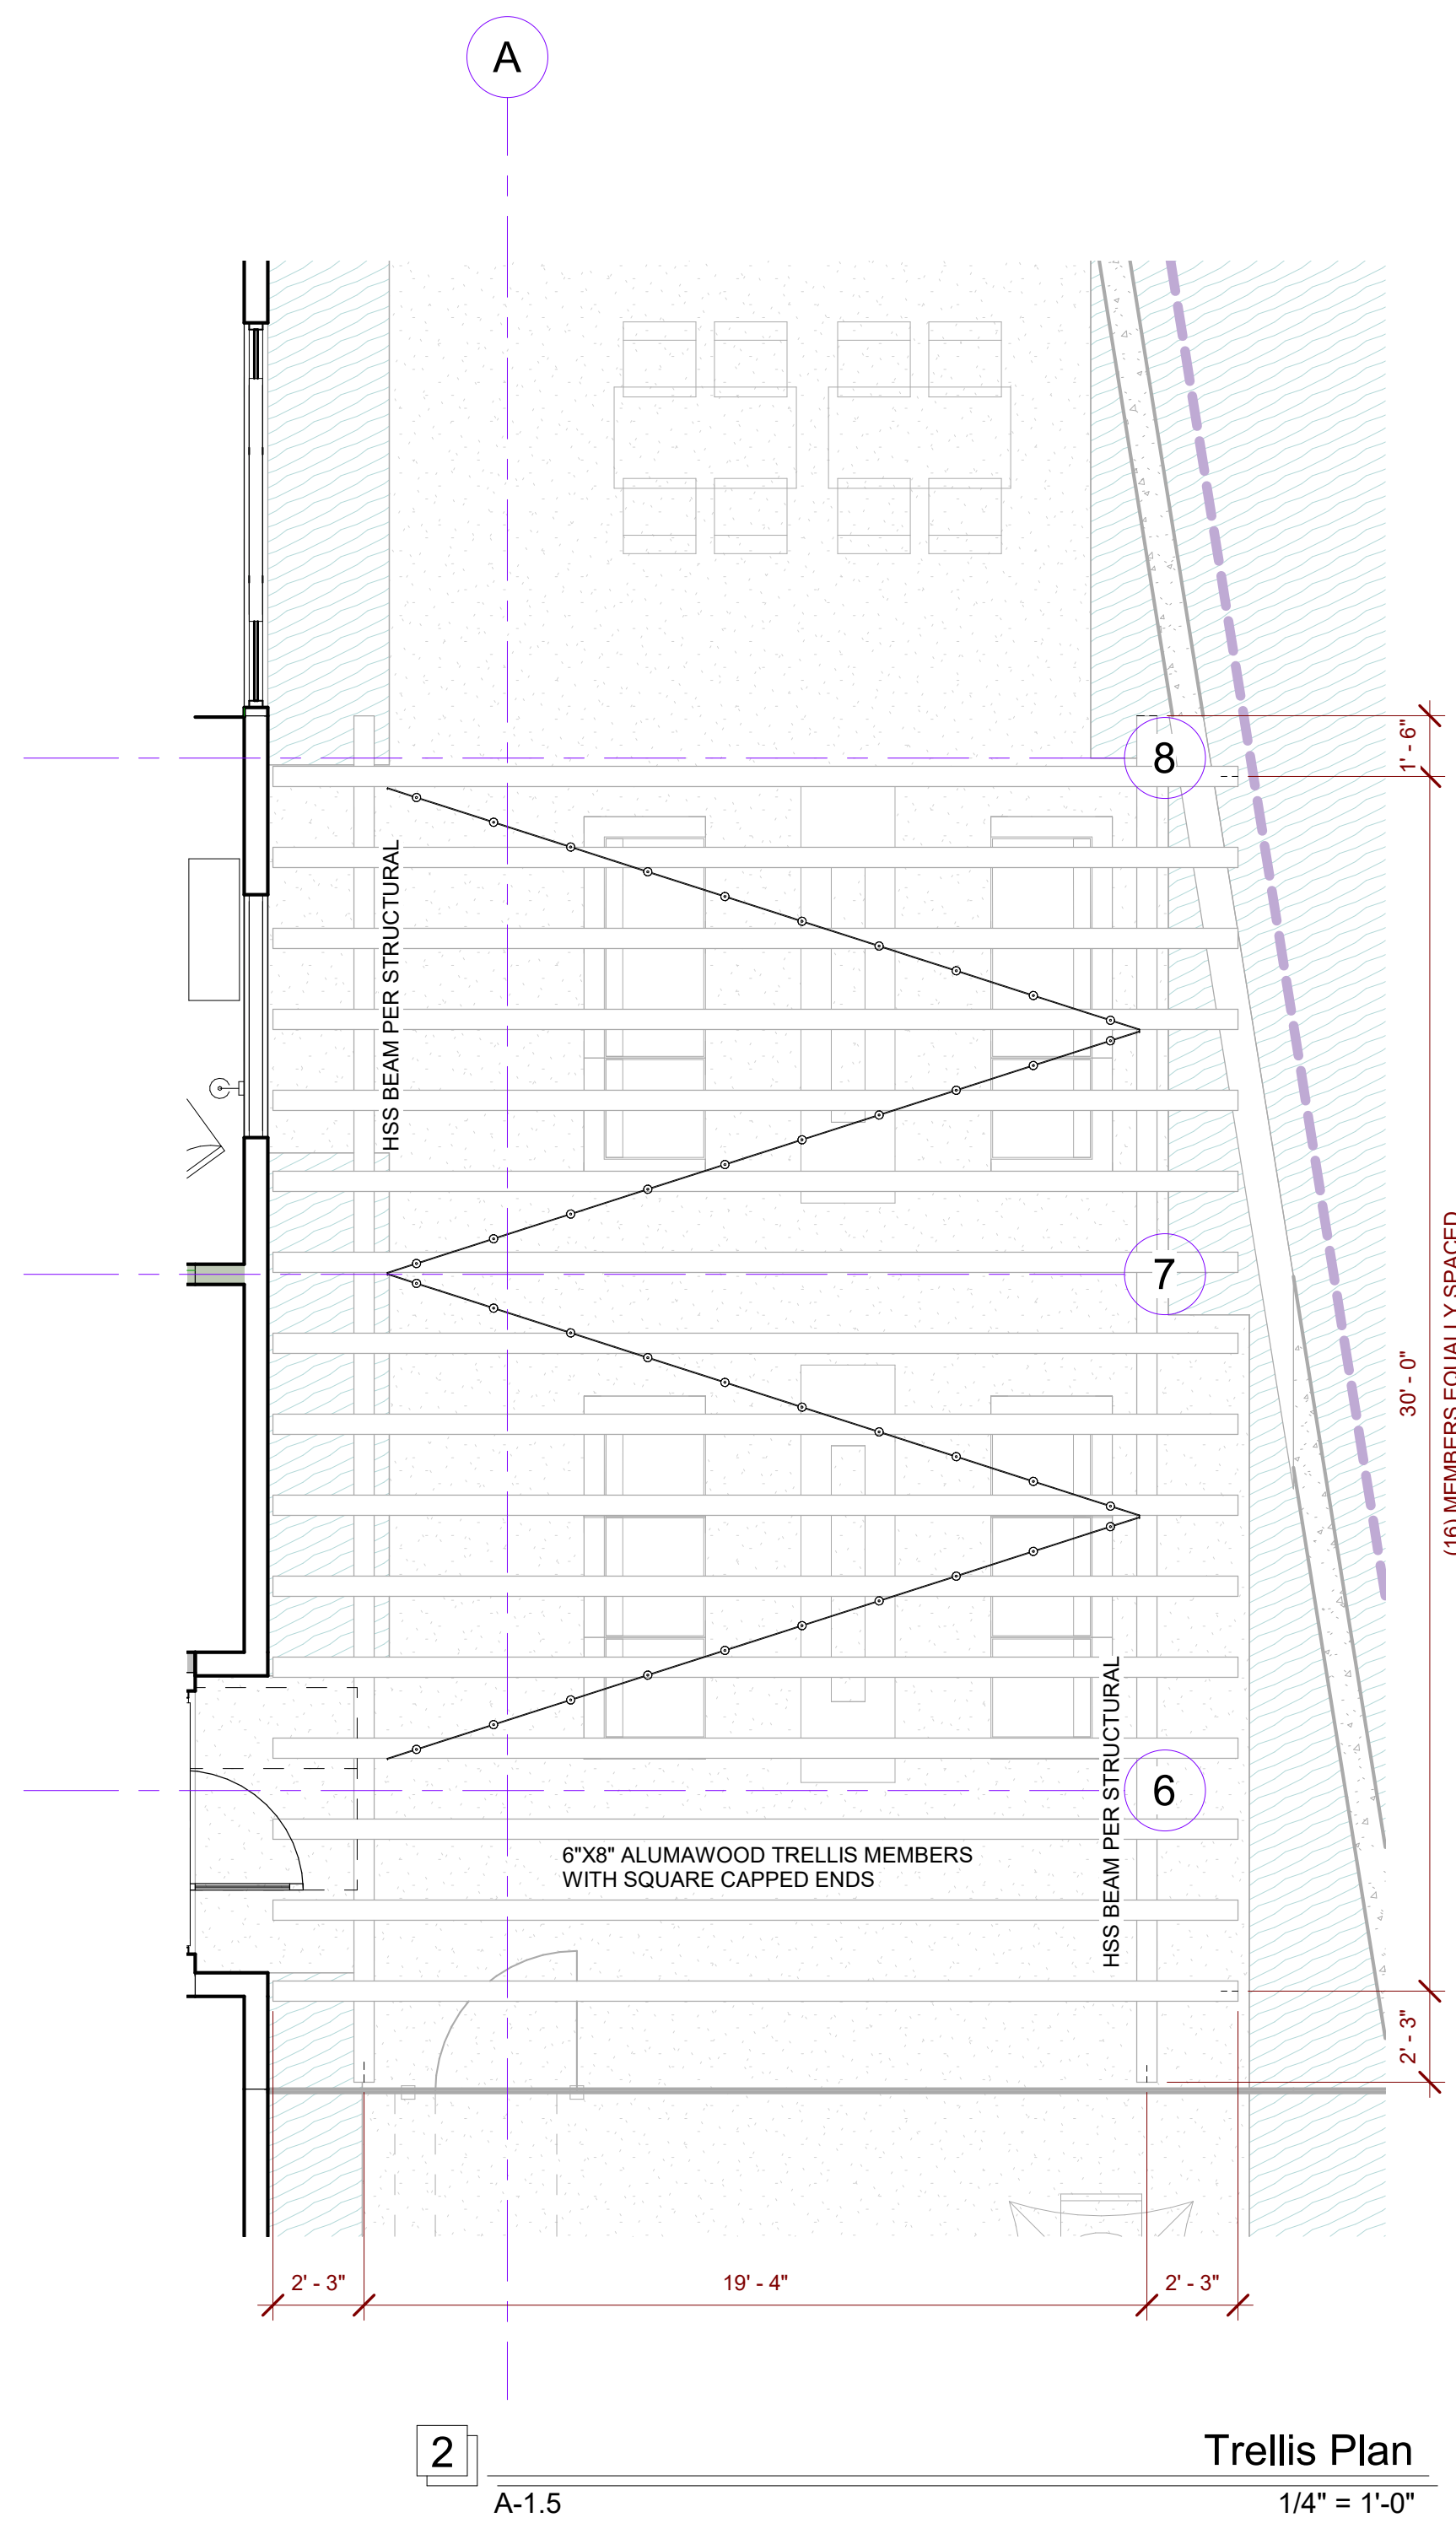 A
8
1' - 6"
HSS BEAM PER STRUCTURAL
7
30' - 0"
(16) MEMBERS EQUALLY SPACED
HSS BEAM PER STRUCTURAL
6
6"X8" ALUMAWOOD TRELLIS MEMBERS
WITH SQUARE CAPPED ENDS
2' - 3"
2' - 3"
19' - 4"
2' - 3"
2
Trellis Plan
A-1.5
1/4" = 1'-0"